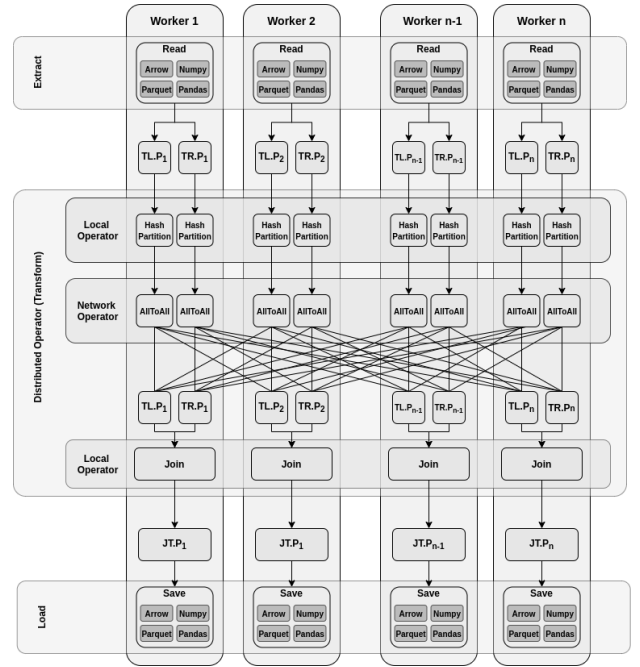 Worker 1 Worker 2 Worker n-1 Worker n
Extract
Read Read Read Read
Arrow Numpy Arrow Numpy Arrow Numpy Arrow Numpy
Parquet Pandas Parquet Pandas Parquet Pandas Parquet Pandas
TL.P1 TR.P1 TL.P2 TR.P2 TL.Pn-1 TR.Pn-1 TL.Pn TR.Pn
Distributed Operator (Transform)
Local
Operator
Hash Hash Hash Hash Hash Hash Hash Hash
Partition Partition Partition Partition Partition Partition Partition Partition
Network
Operator
AllToAll AllToAll AllToAll AllToAll AllToAll AllToAll AllToAll AllToAll
TL.P1 TR.P1 TL.P2 TR.P2 TL.Pn-1 TR.Pn-1 TL.Pn TR.Pn
Local
Operator
Join Join Join Join
JT.P1 JT.P1 JT.Pn-1 JT.Pn
Load
Save Save Save Save
Arrow Numpy Arrow Numpy Arrow Numpy Arrow Numpy
Parquet Pandas Parquet Pandas Parquet Pandas Parquet Pandas